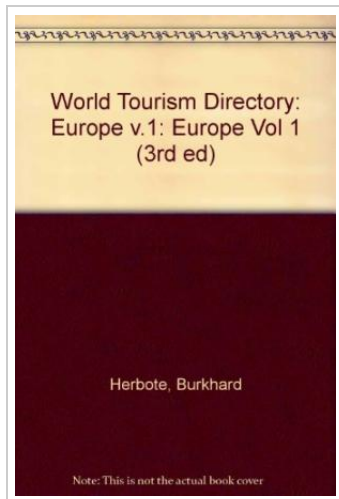 World Tourism Directory:
Europe v.1: Europe Vol 1
(3rd ed)
Herbote, Burkhard
Note: This is not the actual book cover